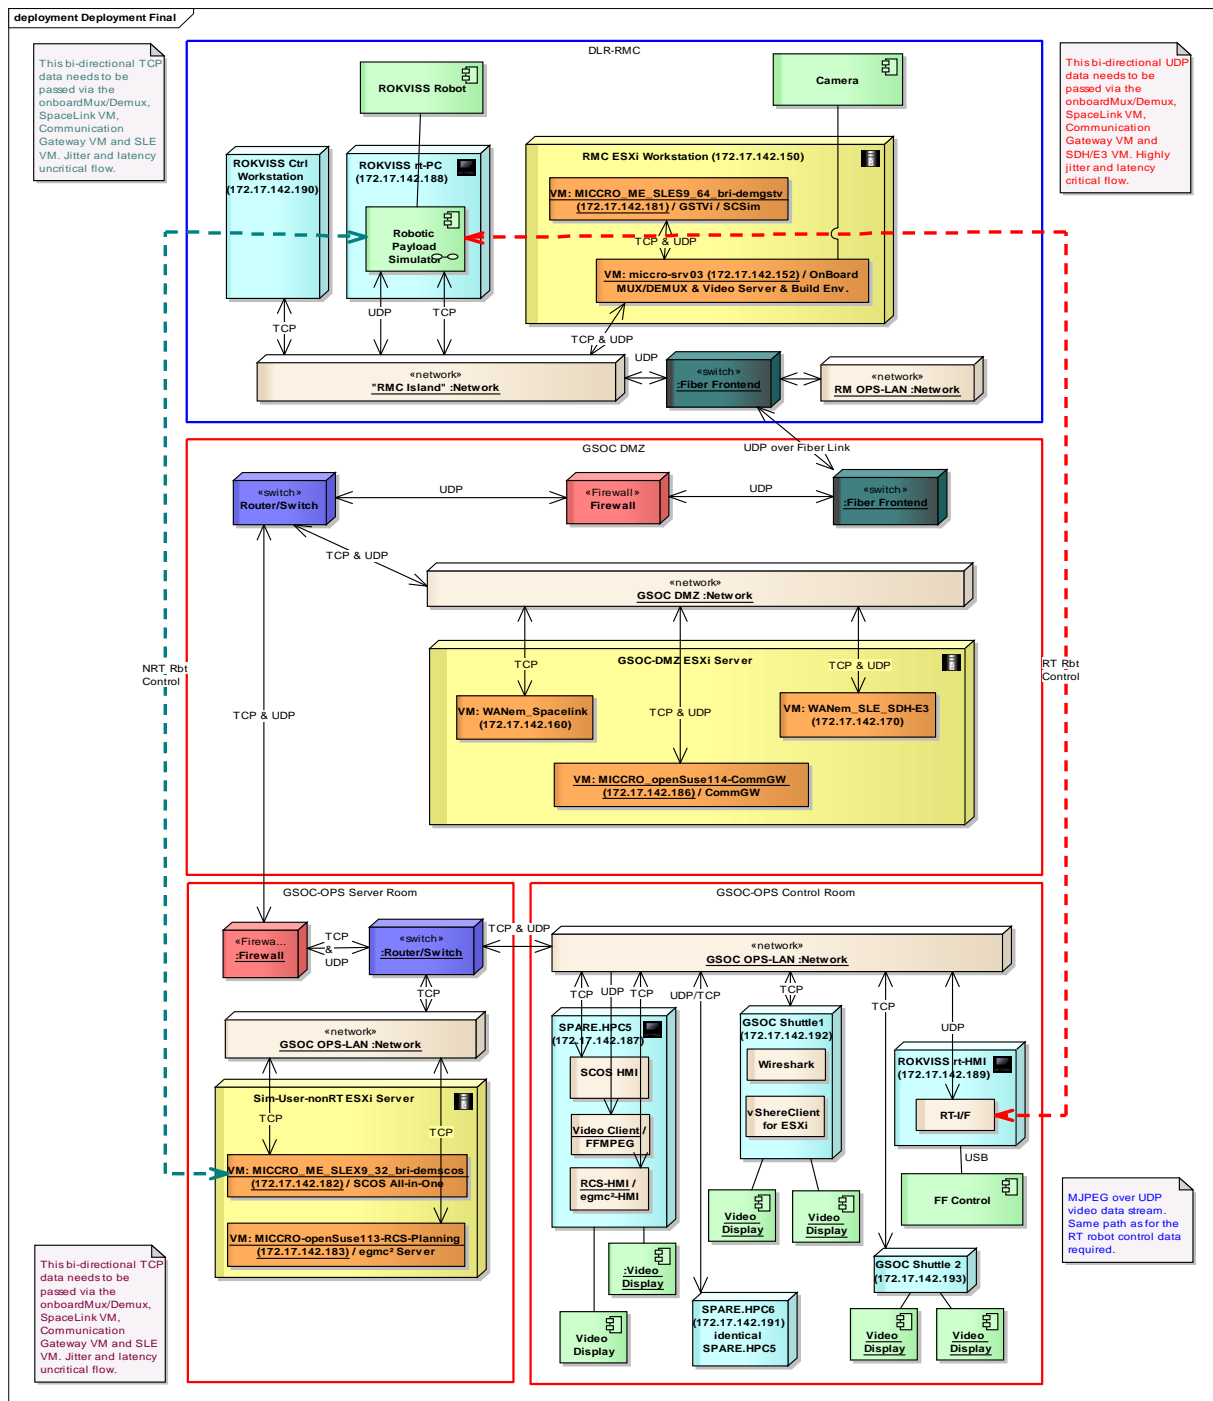 deployment Deployment Final
This bi-directional TCP
data needs to be
passed via the
onboardMux/Demux,
SpaceLink VM,
Communication
Gateway VM and SLE
VM. Jitter and latency
uncritical flow.
This bi-directional UDP
data needs to be
passed via the
onboardMux/Demux,
SpaceLink VM,
Communication
Gateway VM and
SDH/E3 VM. Highly
jitter and latency
critical flow.
DLR-RMC
ROKVISS Robot
Camera
ROKVISS Ctrl
Workstation
(172.17.142.190)
ROKVISS rt-PC
(172.17.142.188)
Robotic
Payload
Simulator
RMC ESXi Workstation (172.17.142.150)
VM: MICCRO_ME_SLES9_64_bri-demgstv
(172.17.142.181) / GSTVi / SCSim
TCP & UDP
VM: miccro-srv03 (172.17.142.152) / OnBoard
MUX/DEMUX & Video Server & Build Env.
TCP
UDP
TCP
TCP & UDP
UDP
«network»
"RMC Island" :Network
«switch»
:Fiber Frontend
«network»
RM OPS-LAN :Network
UDP over Fiber Link
GSOC DMZ
«switch»
Router/Switch
UDP
«Firewall»
Firewall
UDP
«switch»
:Fiber Frontend
TCP & UDP
«network»
GSOC DMZ :Network
GSOC-DMZ ESXi Server
TCP
TCP & UDP
TCP & UDP
VM: WANem_Spacelink
(172.17.142.160)
VM: WANem_SLE_SDH-E3
(172.17.142.170)
VM: MICCRO_openSuse114-CommGW
(172.17.142.186) / CommGW
NRT_Rbt
Control
RT_Rbt
Control
TCP & UDP
GSOC-OPS Server Room
«Firewa...
:Firewall
TCP
&
UDP
«switch»
:Router/Switch
TCP & UDP
TCP
«network»
GSOC OPS-LAN :Network
Sim-User-nonRT ESXi Server
TCP
TCP
VM: MICCRO_ME_SLEX9_32_bri-demscos
(172.17.142.182) / SCOS All-in-One
VM: MICCRO-openSuse113-RCS-Planning
(172.17.142.183) / egmc² Server
GSOC-OPS Control Room
«network»
GSOC OPS-LAN :Network
TCP
UDP
TCP
UDP/TCP
TCP
TCP
UDP
SPARE.HPC5
(172.17.142.187)
SCOS HMI
Video Client /
FFMPEG
RCS-HMI /
egmc²-HMI
GSOC Shuttle1
(172.17.142.192)
Wireshark
vShereClient
for ESXi
ROKVISS rt-HMI
(172.17.142.189)
RT-I/F
USB
FF Control
Video
Display
Video
Display
:Video
Display
Video
Display
SPARE.HPC6
(172.17.142.191)
identical
SPARE.HPC5
GSOC Shuttle 2
(172.17.142.193)
Video
Display
Video
Display
MJPEG over UDP
video data stream.
Same path as for the
RT robot control data
required.
This bi-directional TCP
data needs to be
passed via the
onboardMux/Demux,
SpaceLink VM,
Communication
Gateway VM and SLE
VM. Jitter and latency
uncritical flow.